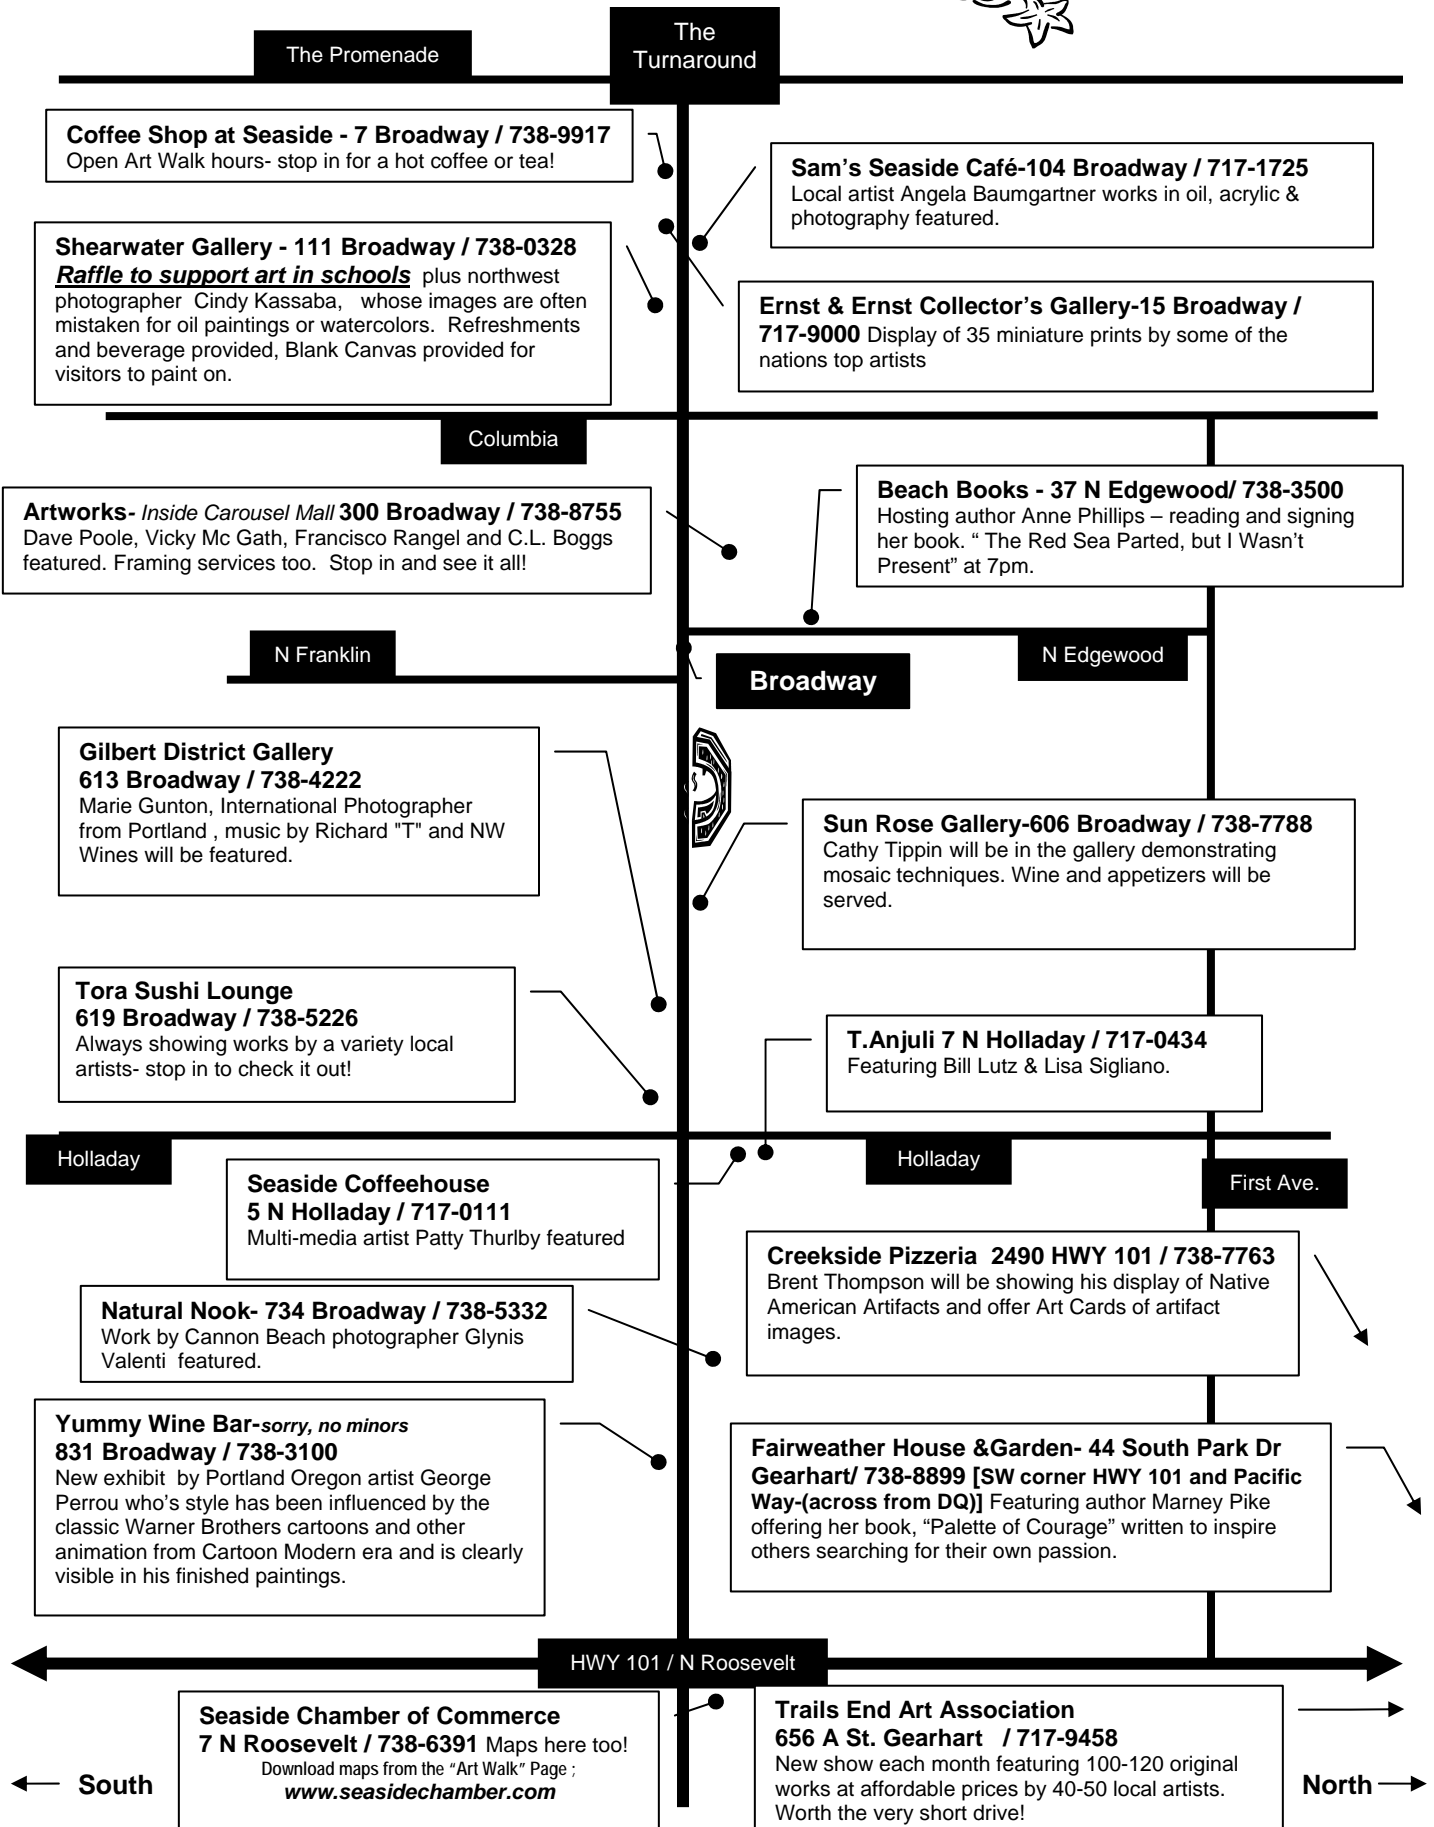 The Promenade
The
Turnaround
Coffee Shop at Seaside - 7 Broadway / 738-9917
Open Art Walk hours- stop in for a hot coffee or tea!
Sam’s Seaside Café-104 Broadway / 717-1725
Local artist Angela Baumgartner works in oil, acrylic &
photography featured.
Shearwater Gallery - 111 Broadway / 738-0328
Raffle to support art in schools plus northwest
photographer Cindy Kassaba, whose images are often
mistaken for oil paintings or watercolors. Refreshments
and beverage provided, Blank Canvas provided for
visitors to paint on.
Ernst & Ernst Collector’s Gallery-15 Broadway /
717-9000 Display of 35 miniature prints by some of the
nations top artists
Columbia
Artworks- Inside Carousel Mall 300 Broadway / 738-8755
Dave Poole, Vicky Mc Gath, Francisco Rangel and C.L. Boggs
featured. Framing services too. Stop in and see it all!
Beach Books - 37 N Edgewood/ 738-3500
Hosting author Anne Phillips – reading and signing
her book. “ The Red Sea Parted, but I Wasn’t
Present” at 7pm.
N Franklin
Broadway
N Edgewood
Gilbert District Gallery
613 Broadway / 738-4222
Marie Gunton, International Photographer
from Portland , music by Richard "T" and NW
Wines will be featured.
Sun Rose Gallery-606 Broadway / 738-7788
Cathy Tippin will be in the gallery demonstrating
mosaic techniques. Wine and appetizers will be
served.
Tora Sushi Lounge
619 Broadway / 738-5226
Always showing works by a variety local
artists- stop in to check it out!
T.Anjuli 7 N Holladay / 717-0434
Featuring Bill Lutz & Lisa Sigliano.
Holladay
Holladay
First Ave.
Seaside Coffeehouse
5 N Holladay / 717-0111
Multi-media artist Patty Thurlby featured
Creekside Pizzeria 2490 HWY 101 / 738-7763
Brent Thompson will be showing his display of Native
American Artifacts and offer Art Cards of artifact
images.
Natural Nook- 734 Broadway / 738-5332
Work by Cannon Beach photographer Glynis
Valenti featured.
Yummy Wine Bar-sorry, no minors
831 Broadway / 738-3100
New exhibit by Portland Oregon artist George
Perrou who’s style has been influenced by the
classic Warner Brothers cartoons and other
animation from Cartoon Modern era and is clearly
visible in his finished paintings.
Fairweather House &Garden- 44 South Park Dr
Gearhart/ 738-8899 [SW corner HWY 101 and Pacific
Way-(across from DQ)] Featuring author Marney Pike
offering her book, “Palette of Courage” written to inspire
others searching for their own passion.
HWY 101 / N Roosevelt
Seaside Chamber of Commerce
7 N Roosevelt / 738-6391 Maps here too!
Download maps from the “Art Walk” Page ;
www.seasidechamber.com
Trails End Art Association
656 A St. Gearhart / 717-9458
New show each month featuring 100-120 original
works at affordable prices by 40-50 local artists.
Worth the very short drive!
South
North